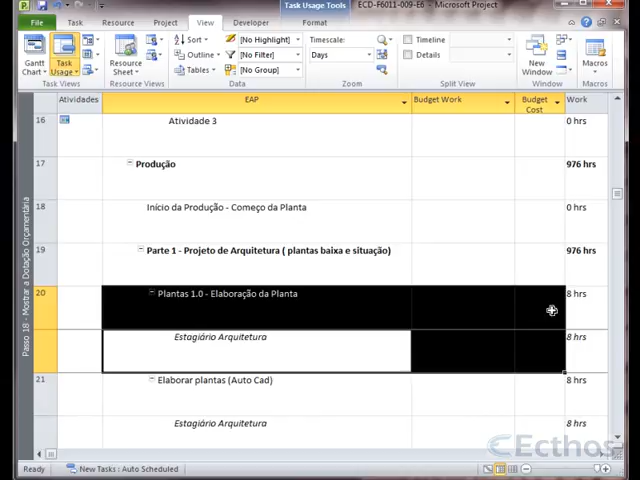 Task Usage Tools
ECD-F6011-009-E6 - Microsoft Project
File
Task
Resource
Project
View
Developer
Format
Gantt Chart
Task Usage
Resource Sheet
Sort
Outline
Tables
[No Highlight]
[No Filter]
[No Group]
Timescale:
Days
Timeline
Details
New Window
Macros
Task Views
Resource Views
Data
Zoom
Split View
Window
Macros
Atividades
EAP
Budget Work
Budget Cost
Work
16 Atividade 3 0 hrs
17 Produção 976 hrs
18 Início da Produção - Começo da Planta 0 hrs
19 Parte 1 - Projeto de Arquitetura ( plantas baixa e situação) 976 hrs
20 Plantas 1.0 - Elaboração da Planta 8 hrs
Estagiário Arquitetura 8 hrs
21 Elaborar plantas (Auto Cad) 8 hrs
Estagiário Arquitetura 8 hrs
Passo 18 - Mostrar a Dotação Orçamentária
Ecthos
Ready
New Tasks : Auto Scheduled